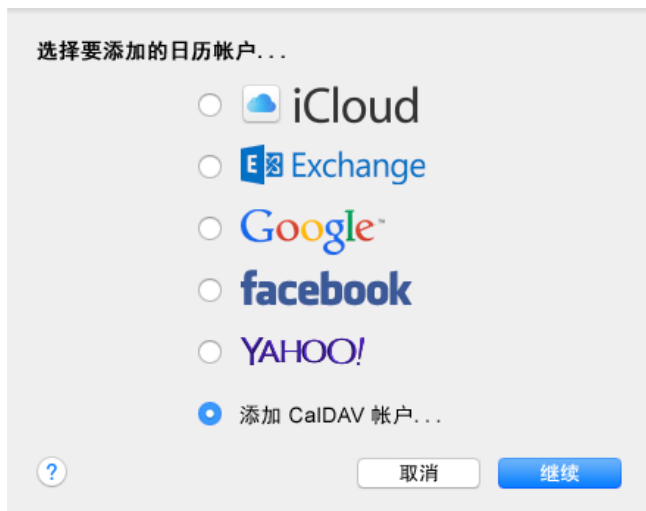 选择要添加的日历帐户...
iCloud
E Exchange
Google™
facebook
YAHOO!
添加 CalDAV 帐户...
? 取消 继续